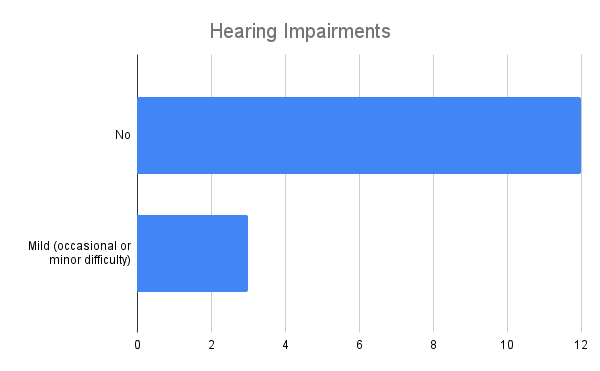 Hearing Impairments
No
Mild (occasional or
minor difficulty)
0 2 4 6 8 10 12